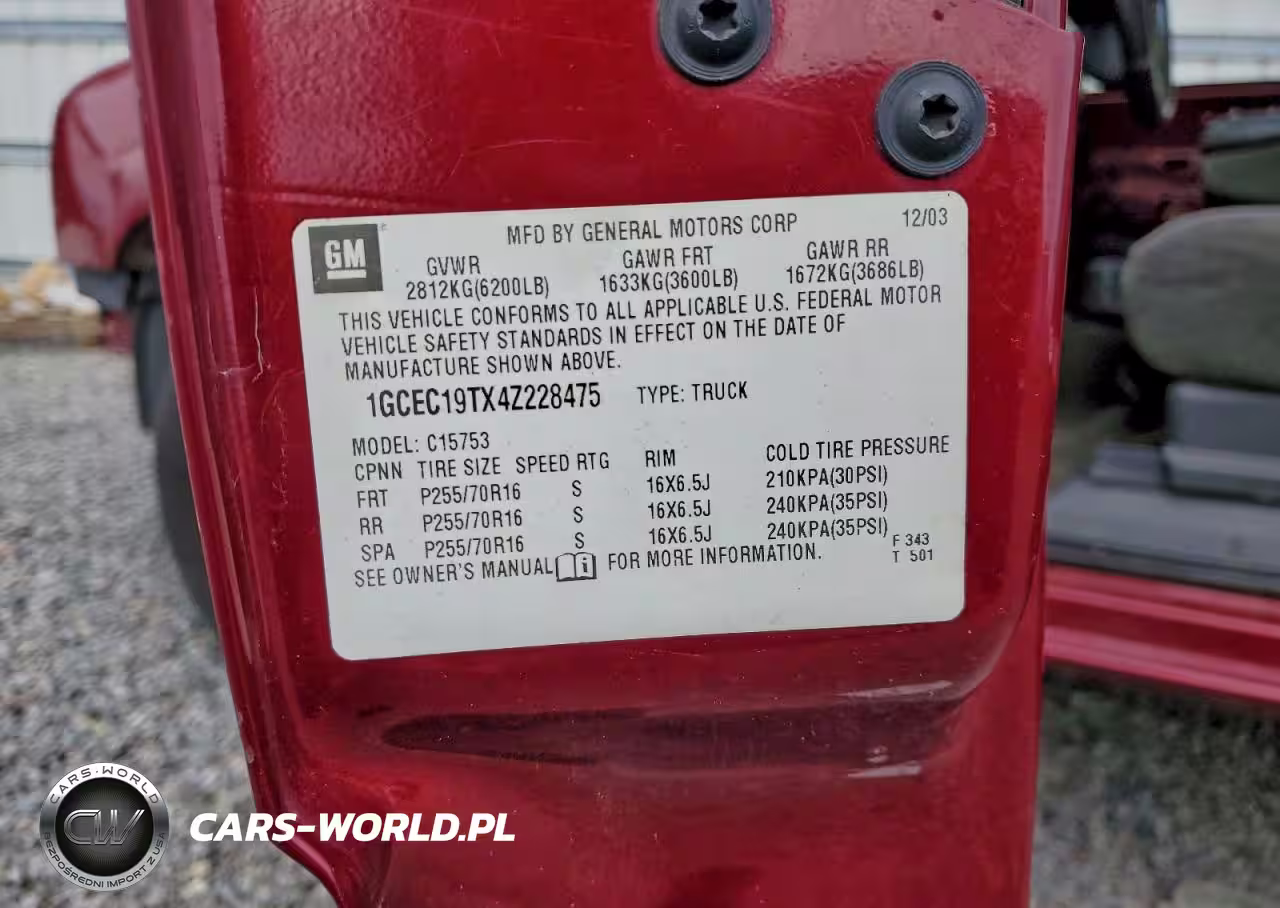 GM
MFD BY GENERAL MOTORS CORP 12/03
GVWR GAWR FRT GAWR RR
2812KG(6200LB) 1633KG(3600LB) 1672KG(3686LB)
THIS VEHICLE CONFORMS TO ALL APPLICABLE U.S. FEDERAL MOTOR
VEHICLE SAFETY STANDARDS IN EFFECT ON THE DATE OF
MANUFACTURE SHOWN ABOVE.
1GCEC19TX4Z228475 TYPE: TRUCK
MODEL: C15753
CPNN TIRE SIZE SPEED RTG RIM COLD TIRE PRESSURE
FRT P255/70R16 S 16X6.5J 210KPA(30PSI)
RR P255/70R16 S 16X6.5J 240KPA(35PSI)
SPA P255/70R16 S 16X6.5J 240KPA(35PSI)
SEE OWNER'S MANUAL FOR MORE INFORMATION.
F 343
T 501
CARS-WORLD
CW
BEZPOŚREDNI IMPORT Z USA
CARS-WORLD.PL